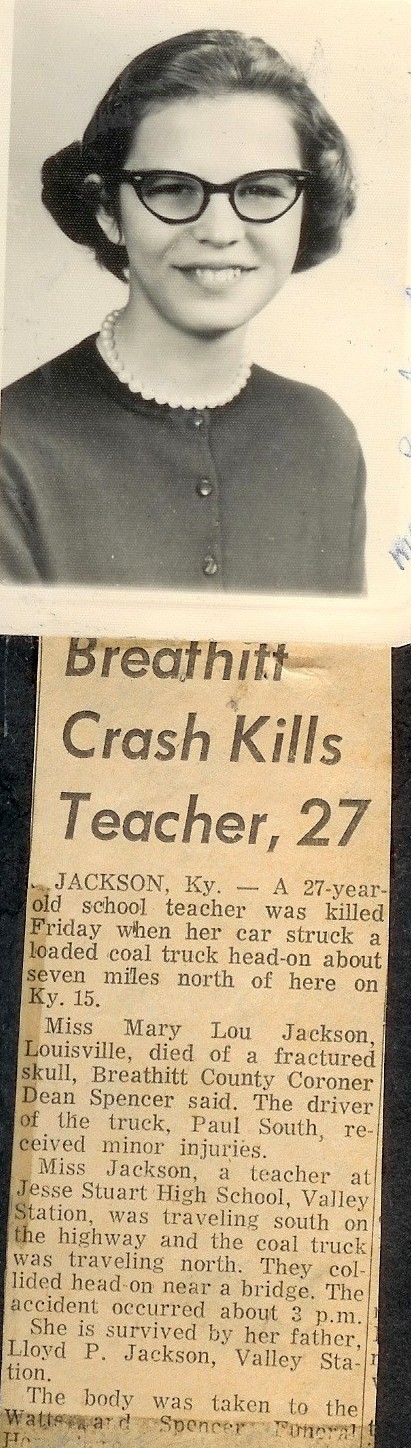 Breathitt
Crash Kills
Teacher, 27
JACKSON, Ky. — A 27-year-
old school teacher was killed
Friday when her car struck a
loaded coal truck head-on about
seven miles north of here on
Ky. 15.
Miss Mary Lou Jackson,
Louisville, died of a fractured
skull, Breathitt County Coroner
Dean Spencer said. The driver
of the truck, Paul South, re-
ceived minor injuries.
Miss Jackson, a teacher at
Jesse Stuart High School, Valley
Station, was traveling south on
the highway and the coal truck
was traveling north. They col-
lided head-on near a bridge. The
accident occurred about 3 p.m.
She is survived by her father,
Lloyd P. Jackson, Valley Sta-
tion.
The body was taken to the
Watts and Spencer Funeral